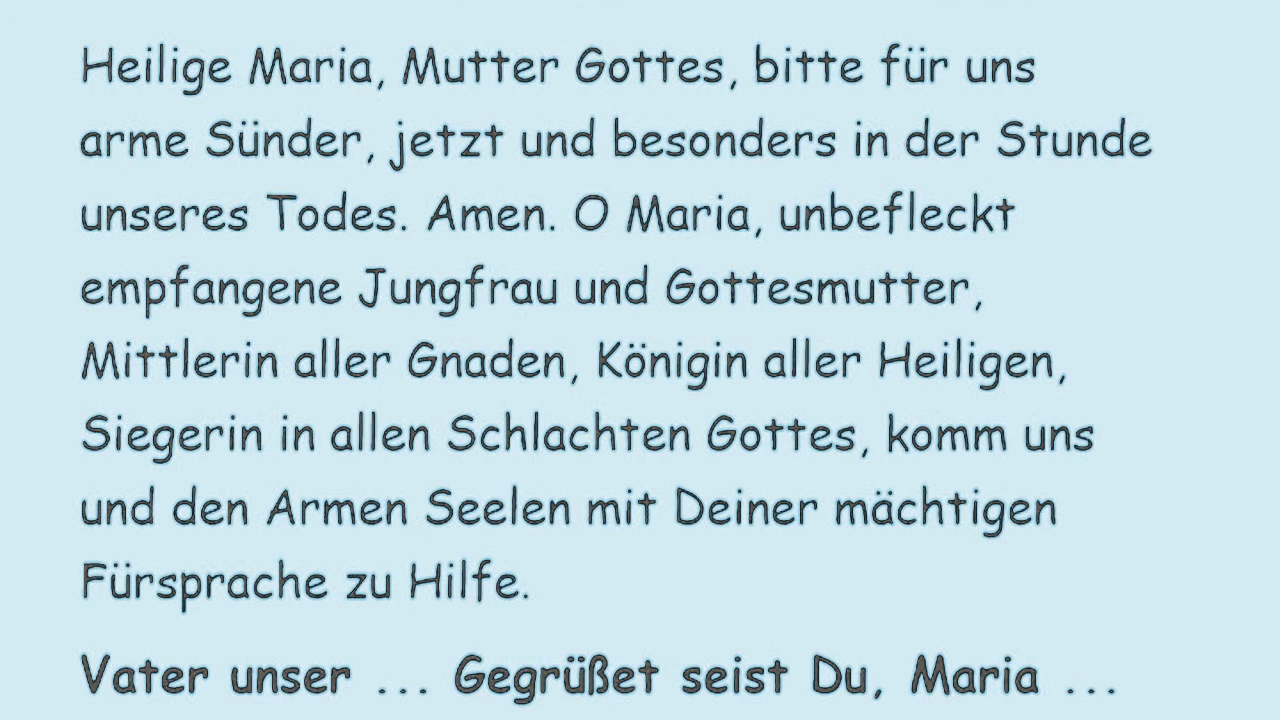 Heilige Maria, Mutter Gottes, bitte für uns
arme Sünder, jetzt und besonders in der Stunde
unseres Todes. Amen. O Maria, unbefleckt
empfangene Jungfrau und Gottesmutter,
Mittlerin aller Gnaden, Königin aller Heiligen,
Siegerin in allen Schlachten Gottes, komm uns
und den Armen Seelen mit Deiner mächtigen
Fürsprache zu Hilfe.
Vater unser ... Gegrüßet seist Du, Maria ...